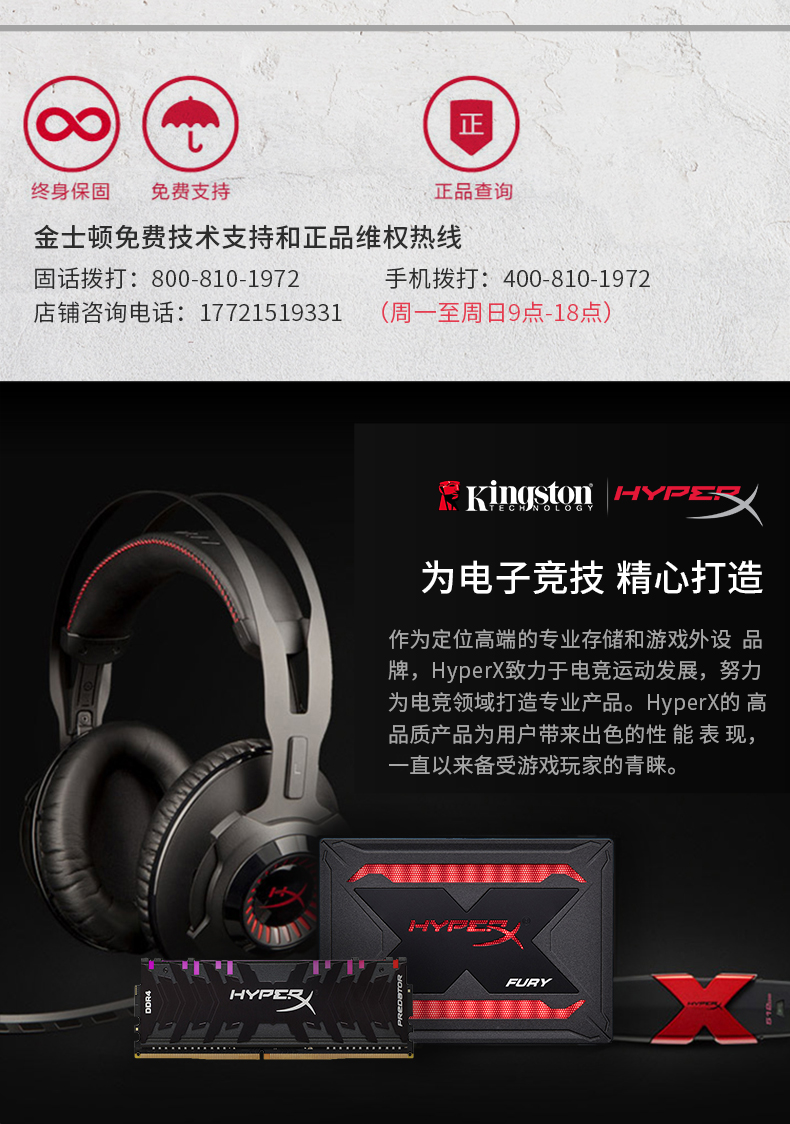 正
终身保固 免费支持 正品查询
金士顿免费技术支持和正品维权热线
固话拨打：800-810-1972 手机拨打：400-810-1972
店铺咨询电话：17721519331 （周一至周日9点-18点）
Kingston HYPERX
TECHNOLOGY
为电子竞技 精心打造
作为定位高端的专业存储和游戏外设 品
牌，HyperX致力于电竞运动发展，努力
为电竞领域打造专业产品。HyperX的 高
品质产品为用户带来出色的性 能 表 现，
一直以来备受游戏玩家的青睐。
HX
HYPERX
FURY
DDR4
HYPERX
PREDATOR
HYPERX